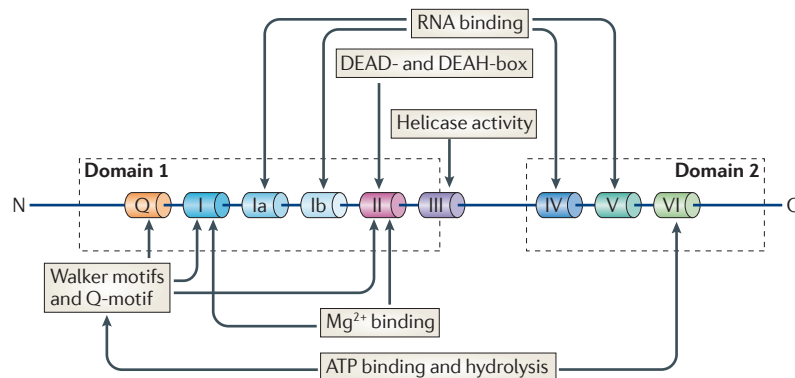 RNA binding
DEAD- and DEAH-box
Helicase activity
Domain 1
Domain 2
N
Q
I
Ia
Ib
II
III
IV
V
VI
C
Walker motifs
and Q-motif
Mg²⁺ binding
ATP binding and hydrolysis